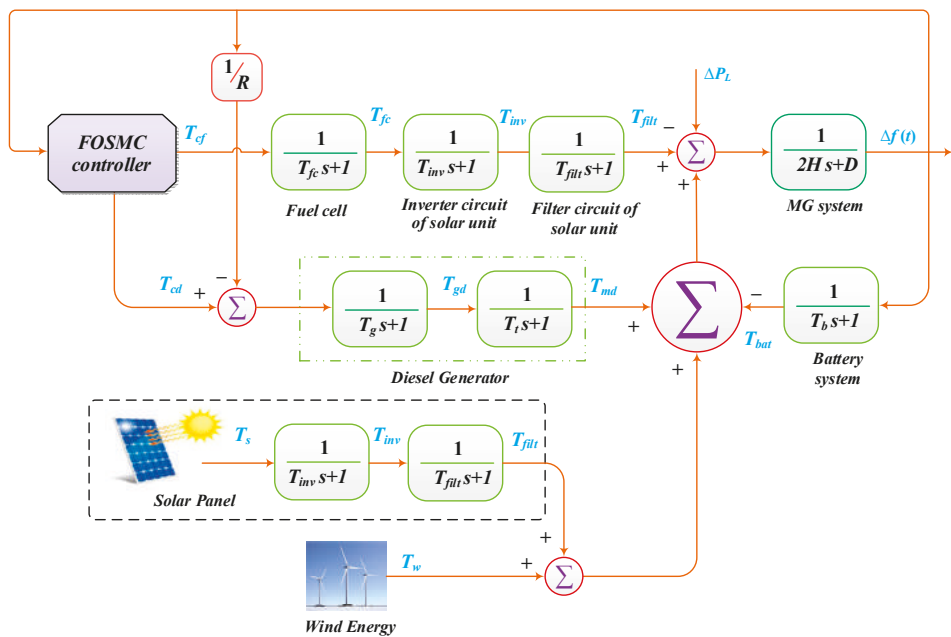 1/R
ΔP_L
FOSMC
controller
T_cf
1
T_fc s+1
Fuel cell
T_fc
1
T_inv s+1
Inverter circuit
of solar unit
T_inv
1
T_filt s+1
Filter circuit of
solar unit
T_filt
−
+
Σ
+
1
2H s+D
MG system
Δf (t)
T_cd
−
+
Σ
1
T_g s+1
T_gd
1
T_t s+1
Diesel Generator
T_md
+
Σ
−
+
T_bat
1
T_b s+1
Battery
system
T_s
Solar Panel
1
T_inv s+1
T_inv
1
T_filt s+1
T_filt
+
T_w
+
Σ
Wind Energy